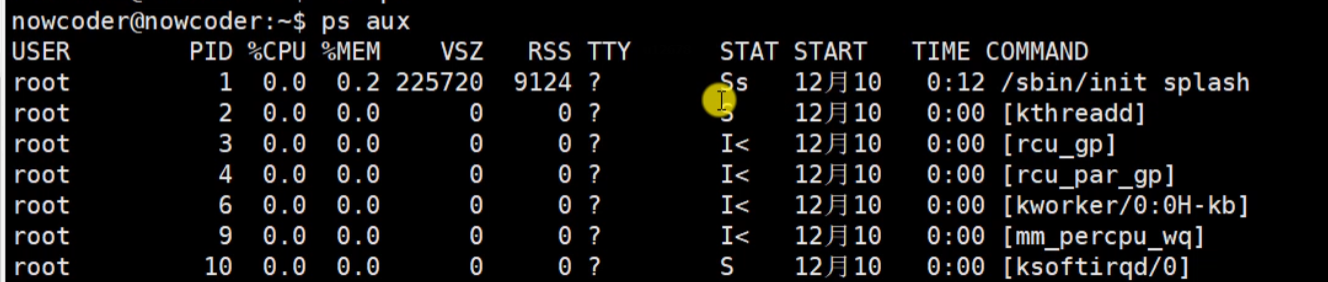 nowcoder@nowcoder:~$ ps aux
USER PID %CPU %MEM VSZ RSS TTY STAT START TIME COMMAND
root 1 0.0 0.2 225720 9124 ? Ss 12月10 0:12 /sbin/init splash
root 2 0.0 0.0 0 0 ? S 12月10 0:00 [kthreadd]
root 3 0.0 0.0 0 0 ? I< 12月10 0:00 [rcu_gp]
root 4 0.0 0.0 0 0 ? I< 12月10 0:00 [rcu_par_gp]
root 6 0.0 0.0 0 0 ? I< 12月10 0:00 [kworker/0:0H-kb]
root 9 0.0 0.0 0 0 ? I< 12月10 0:00 [mm_percpu_wq]
root 10 0.0 0.0 0 0 ? S 12月10 0:00 [ksoftirqd/0]